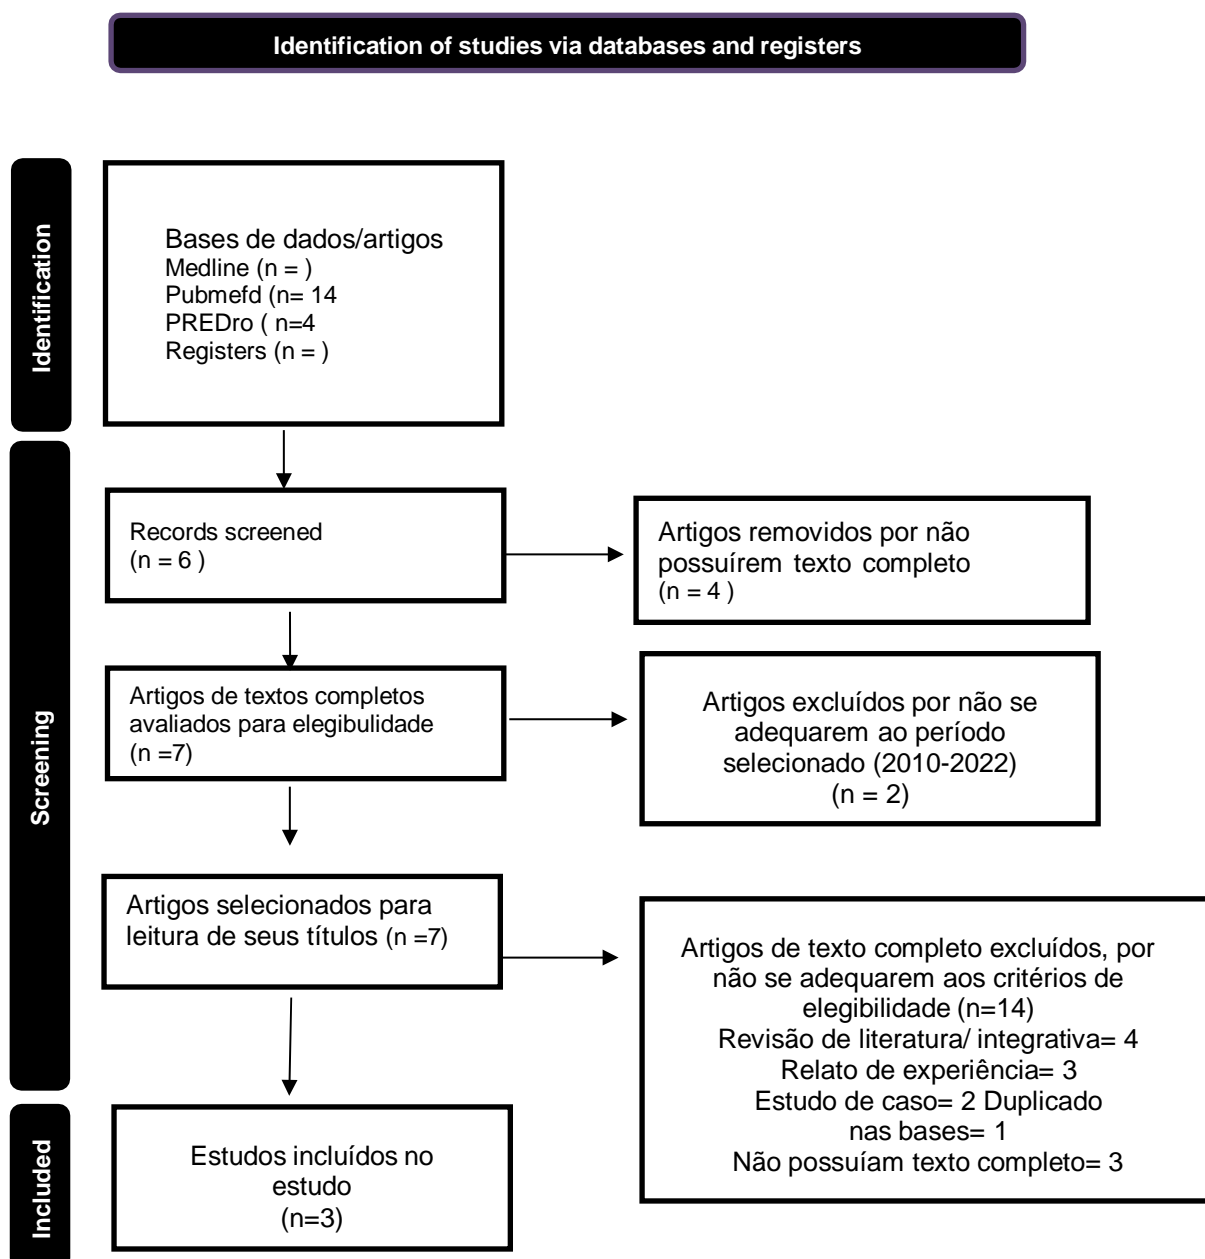 Identification of studies via databases and registers
Identification
Bases de dados/artigos
Medline (n = )
Pubmefd (n= 14
PREDro ( n=4
Registers (n = )
Screening
Records screened
(n = 6 )
Artigos removidos por não
possuírem texto completo
(n = 4 )
Artigos de textos completos
avaliados para elegibulidade
(n =7)
Artigos excluídos por não se
adequarem ao período
selecionado (2010-2022)
(n = 2)
Artigos selecionados para
leitura de seus títulos (n =7)
Artigos de texto completo excluídos, por
não se adequarem aos critérios de
elegibilidade (n=14)
Revisão de literatura/ integrativa= 4
Relato de experiência= 3
Estudo de caso= 2 Duplicado
nas bases= 1
Não possuíam texto completo= 3
Included
Estudos incluídos no
estudo
(n=3)